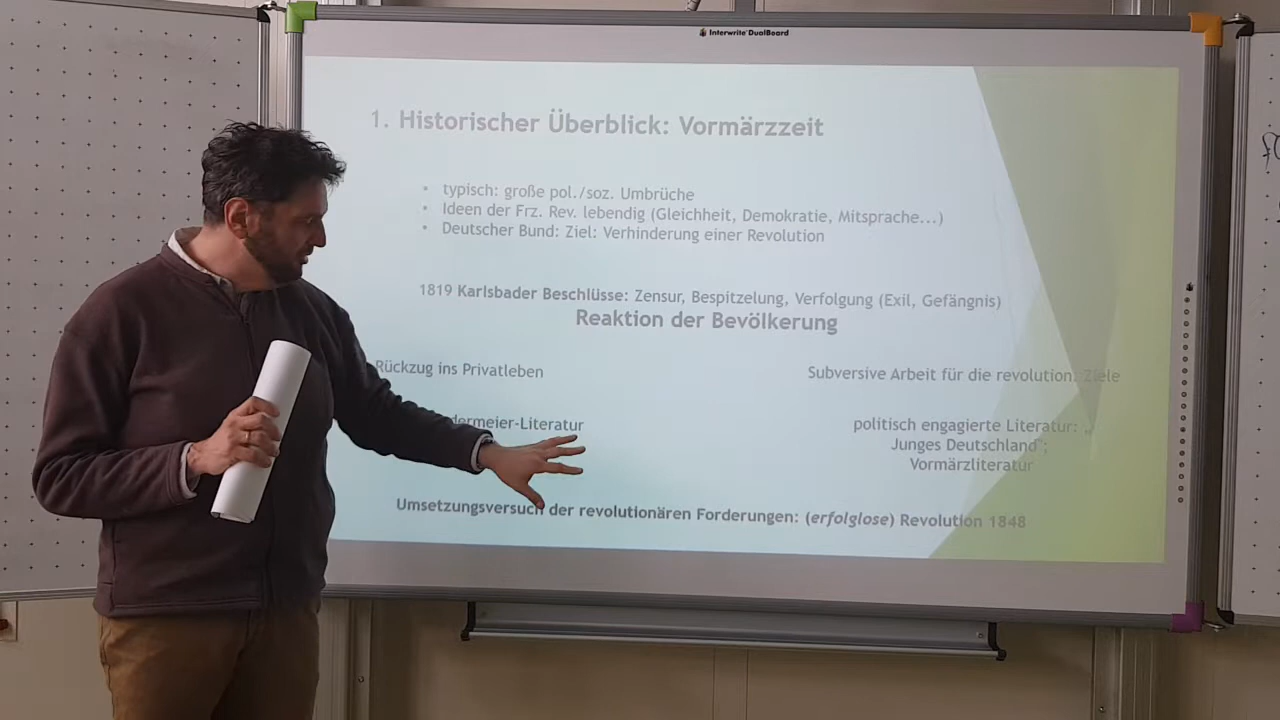 Interwrite DualBoard
1. Historischer Überblick: Vormärzzeit
• typisch: große pol./soz. Umbrüche
• Ideen der Frz. Rev. lebendig (Gleichheit, Demokratie, Mitsprache...)
• Deutscher Bund: Ziel: Verhinderung einer Revolution
1819 Karlsbader Beschlüsse: Zensur, Bespitzelung, Verfolgung (Exil, Gefängnis)
Reaktion der Bevölkerung
Rückzug ins Privatleben
Subversive Arbeit für die revolution. Ziele
dermeier-Literatur
politisch engagierte Literatur: „
Junges Deutschland";
Vormärzliteratur
Umsetzungsversuch der revolutionären Forderungen: (erfolglose) Revolution 1848